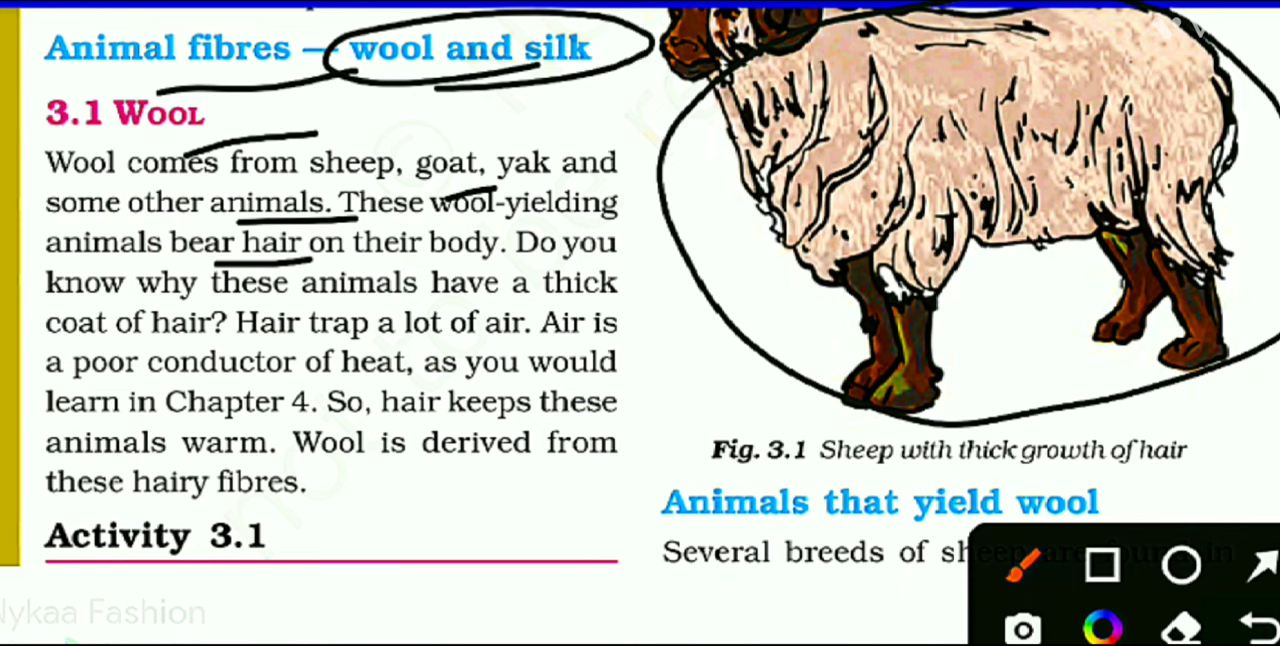 Animal fibres — wool and silk
3.1 WOOL
Wool comes from sheep, goat, yak and
some other animals. These wool-yielding
animals bear hair on their body. Do you
know why these animals have a thick
coat of hair? Hair trap a lot of air. Air is
a poor conductor of heat, as you would
learn in Chapter 4. So, hair keeps these
animals warm. Wool is derived from
these hairy fibres.
Activity 3.1
Fig. 3.1 Sheep with thick growth of hair
Animals that yield wool
Several breeds of sheep are found in
Nykaa Fashion